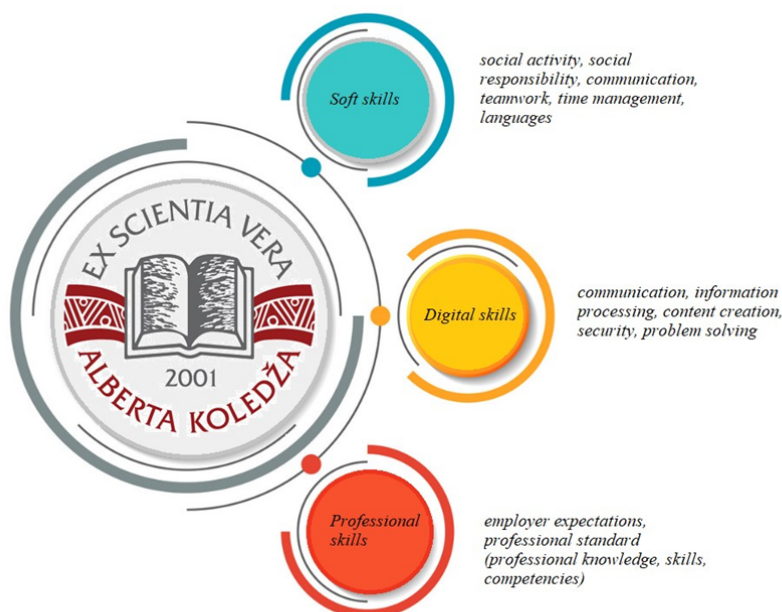 EX SCIENTIA VERA
2001
ALBERTA KOLEDŽA
Soft skills
social activity, social
responsibility, communication,
teamwork, time management,
languages
Digital skills
communication, information
processing, content creation,
security, problem solving
Professional
skills
employer expectations,
professional standard
(professional knowledge, skills,
competencies)